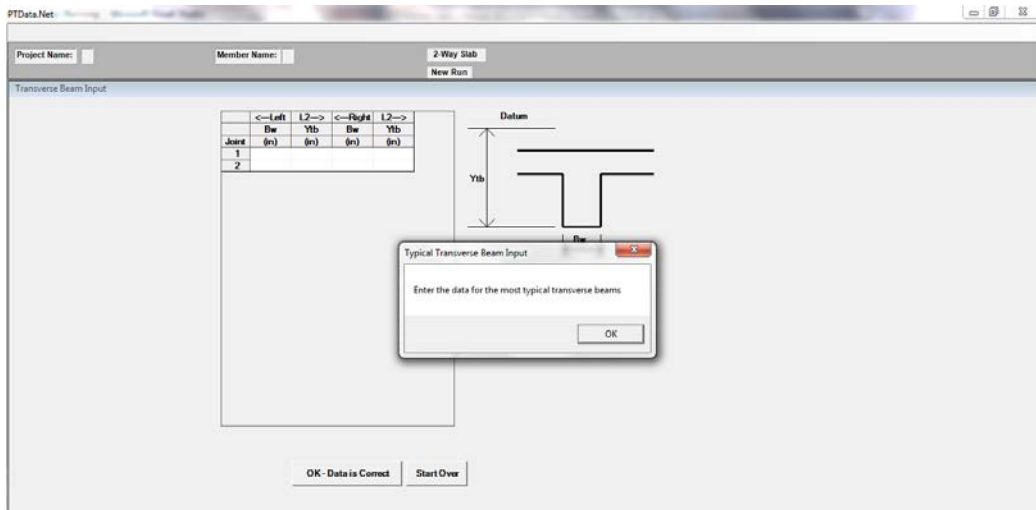 PTData.Net
Project Name:
Member Name:
2-Way Slab
New Run
Transverse Beam Input
<---Left L2---> <---Right L2--->
Bw Ytb Bw Ytb
Joint (in) (in) (in) (in)
1
2
Datum
Ytb
Bw
Typical Transverse Beam Input
Enter the data for the most typical transverse beams
OK
OK - Data is Correct
Start Over